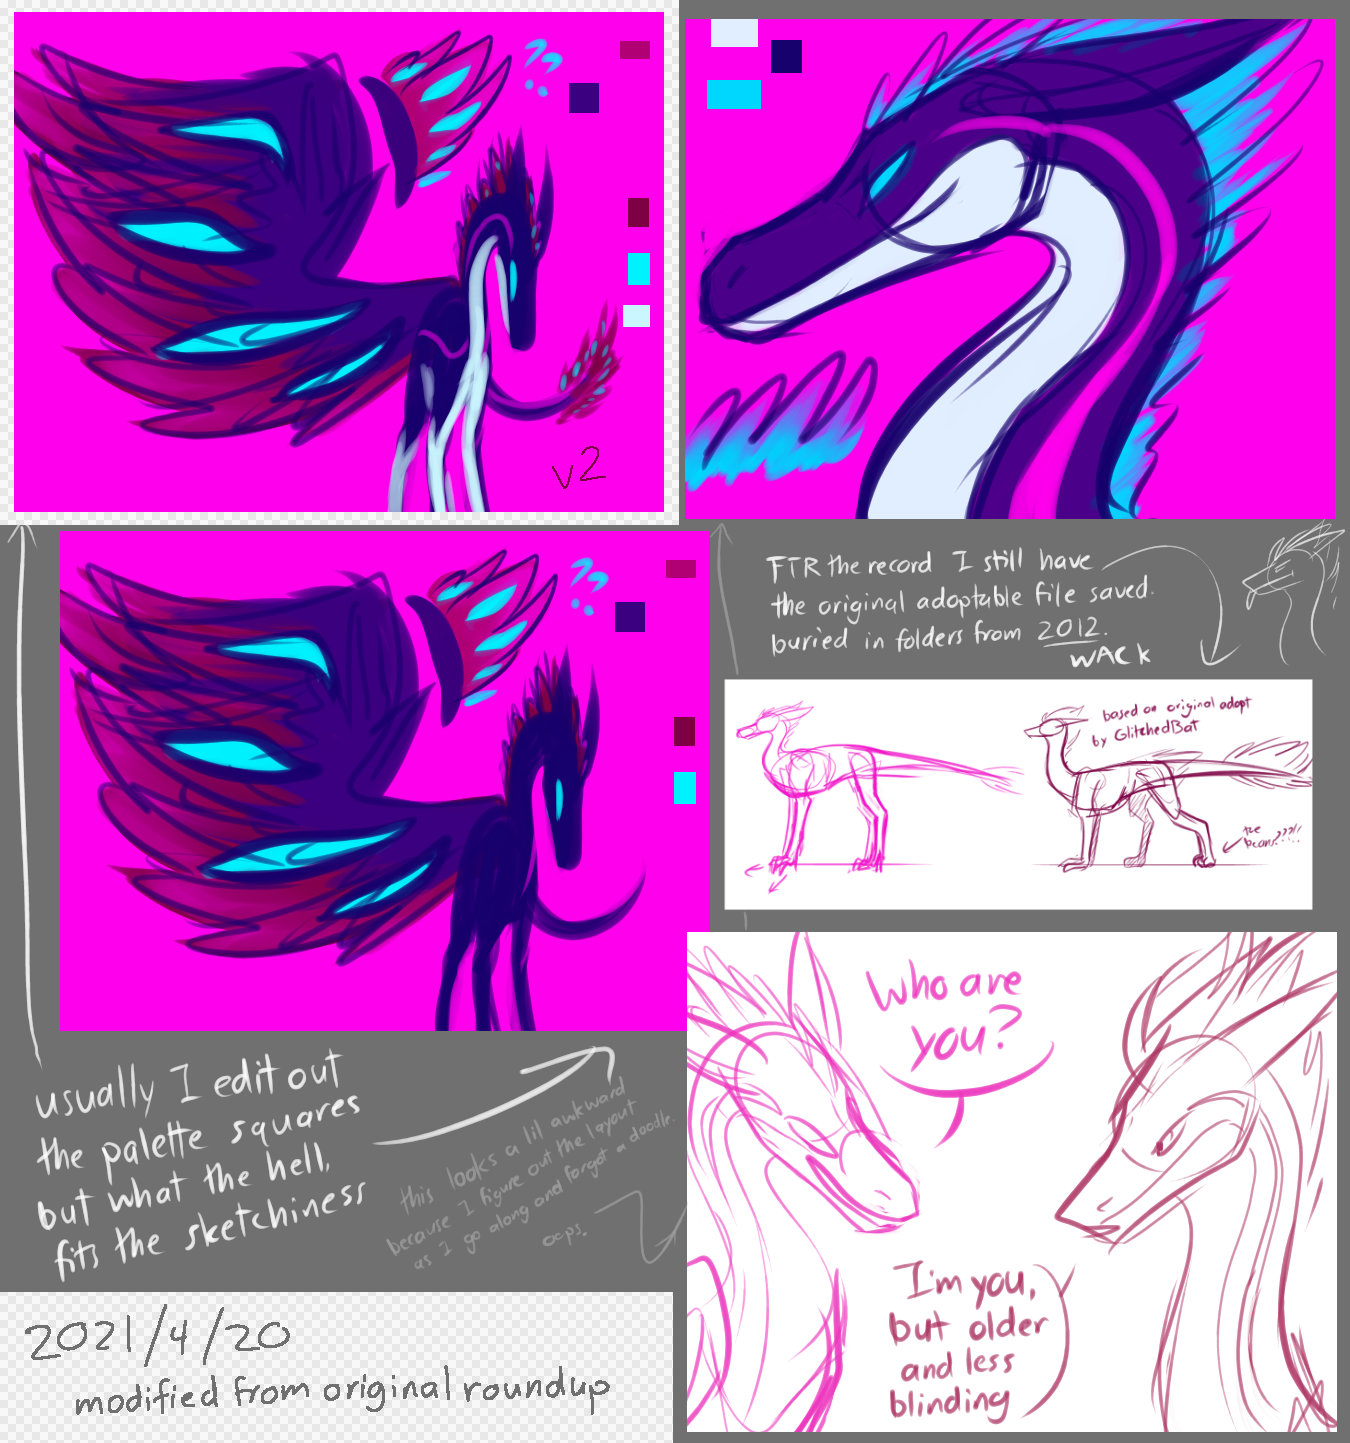 ??
v2
FTR the record I still have
the original adoptable file saved.
buried in folders from 2012.
WACK
based on original adopt
by GlitchedBat
toe
beans???!!
??
usually I edit out
the palette squares
but what the hell,
fits the sketchiness
this looks a lil awkward
because I figure out the layout
as I go along and forgot a doodle.
oops.
Who are
you?
I'm you,
but older
and less
blinding
2021/4/20
modified from original roundup